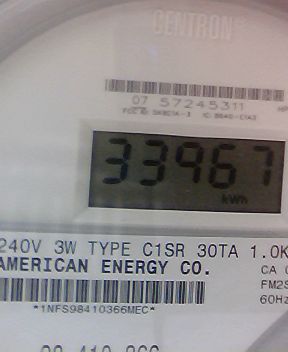 CENTRON®
07 57245311
33967
kWh
240V 3W TYPE C1SR 30TA 1.0K
AMERICAN ENERGY CO.
CA
FM2S
60Hz
*1NFS98410366MEC*